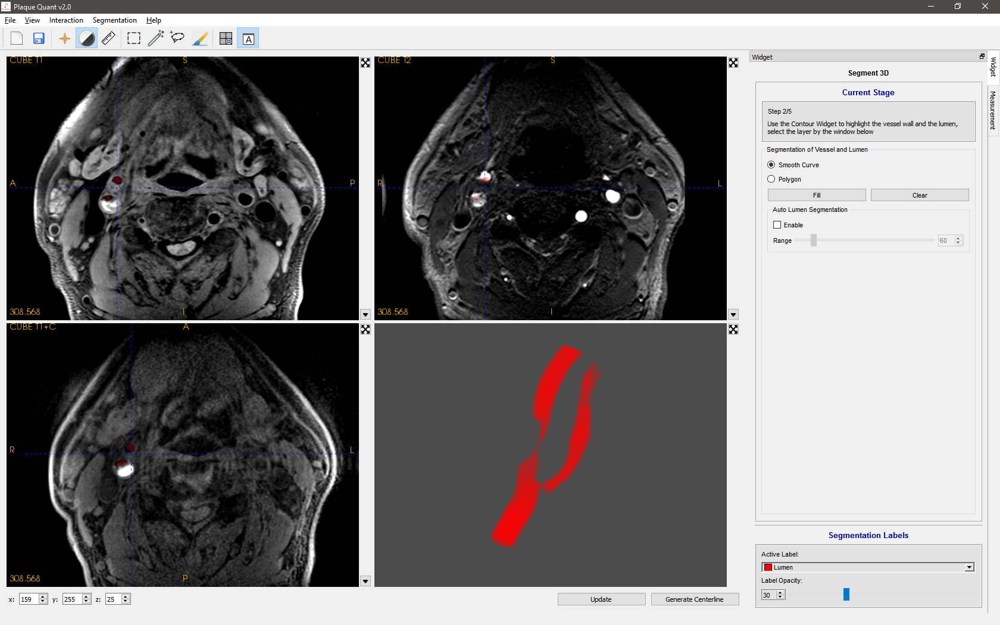 Plaque Quant v2.0
File View Interaction Segmentation Help
A
CUBE T1
S
A
P
308.568
I
CUBE T2
S
R
L
308.568
I
CUBE T1+C
A
R
L
308.568
P
x: 159 y: 255 z: 25
Update
Generate Centerline
Widget
Widget
Measurement
Segment 3D
Current Stage
Step 2/5
Use the Contour Widget to highlight the vessel wall and the lumen,
select the layer by the window below
Segmentation of Vessel and Lumen
Smooth Curve
Polygon
Fill
Clear
Auto Lumen Segmentation
Enable
Range 60
Segmentation Labels
Active Label:
Lumen
Label Opacity:
30